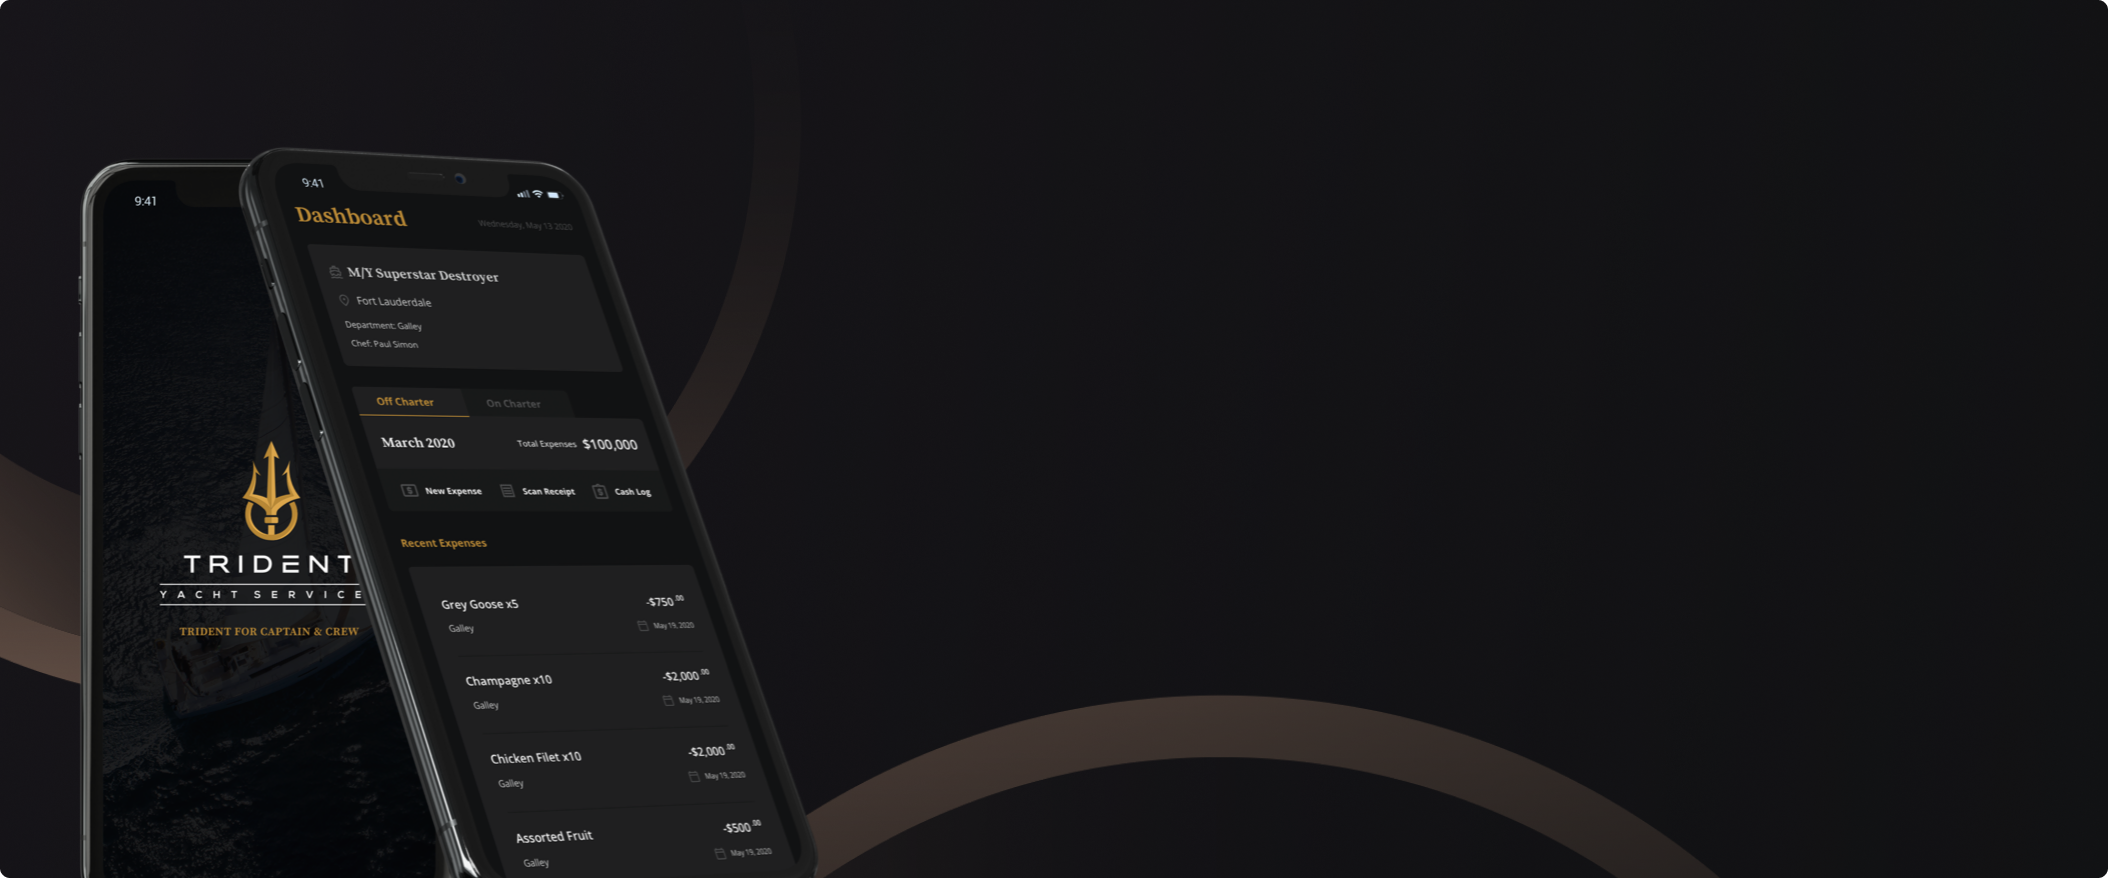 9:41
TRIDENT
YACHT SERVICE
TRIDENT FOR CAPTAIN & CREW
9:41
Dashboard
Wednesday, May 13 2020
M/Y Superstar Destroyer
Fort Lauderdale
Department: Galley
Chef: Paul Simon
Off Charter On Charter
March 2020 Total Expenses $100,000
New Expense Scan Receipt Cash Log
Recent Expenses
Grey Goose x5 -$750.00
Galley May 19, 2020
Champagne x10 -$2,000.00
Galley May 19, 2020
Chicken Filet x10 -$2,000.00
Galley May 19, 2020
Assorted Fruit -$500.00
Galley May 19, 2020